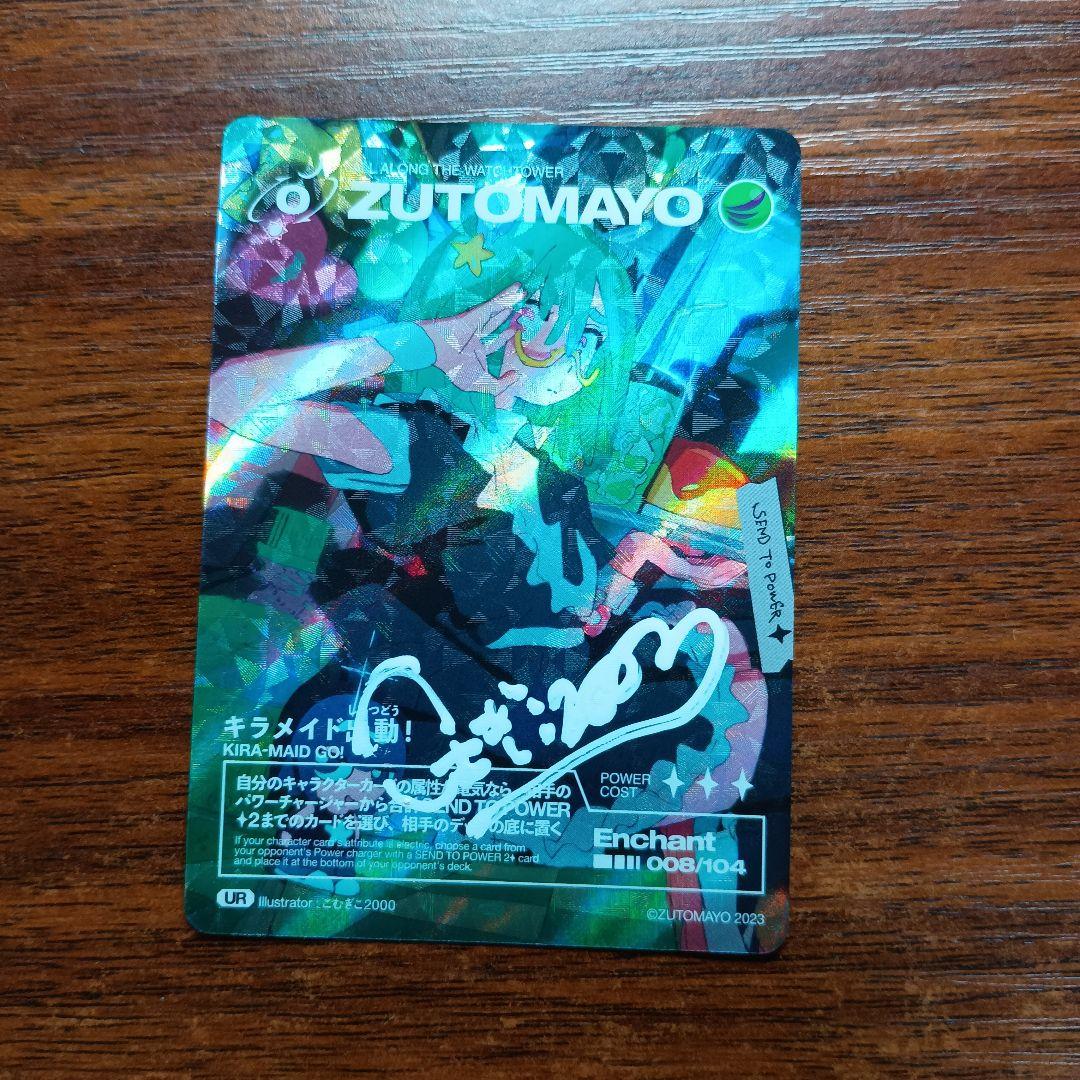 ALONG THE WATCHTOWER
ZUTOMAYO
SEND TO POWER
しゅつどう
キラメイド出動!
KIRA-MAID GO!
自分のキャラクターカードの属性が電気なら、相手の
パワーチャージャーから合計SEND TO POWER
✦2までのカードを選び、相手のデッキの底に置く
If your character card's attribute is electric, choose a card from
your opponent's Power charger with a SEND TO POWER 2✦ card
and place it at the bottom of your opponent's deck.
POWER
COST
Enchant
008/104
UR Illustrator : こむぎこ2000
©ZUTOMAYO 2023